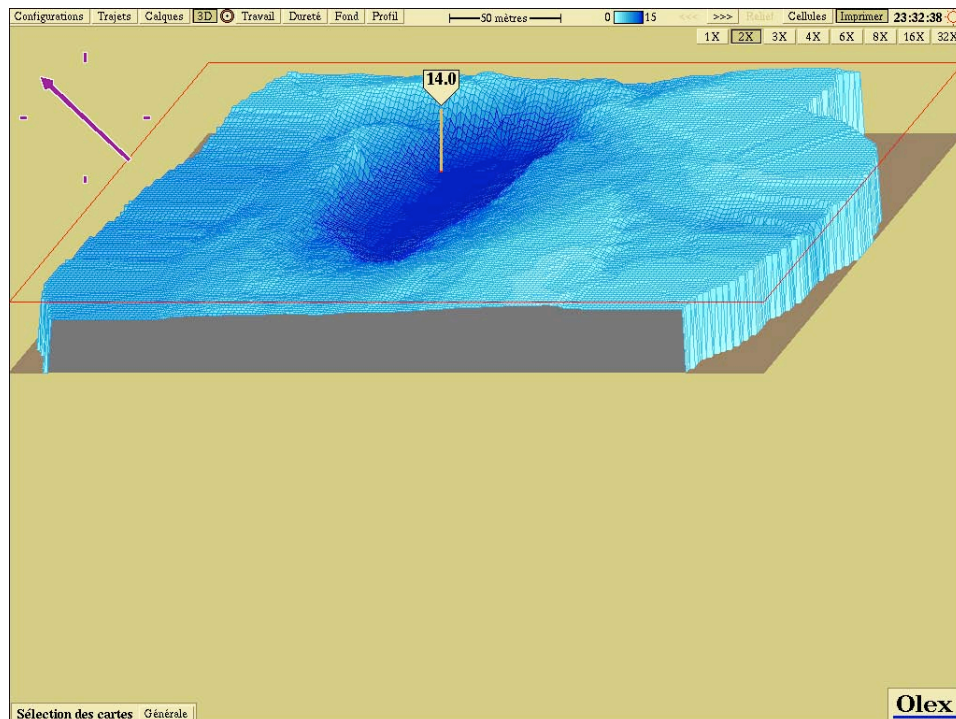 Configurations Trajets Calques 3D Travail Dureté Fond Profil 50 mètres 0 15 <<< >>> Relief Cellules Imprimer 23:32:38
1X 2X 3X 4X 6X 8X 16X 32X
14.0
Sélection des cartes Générale
Olex